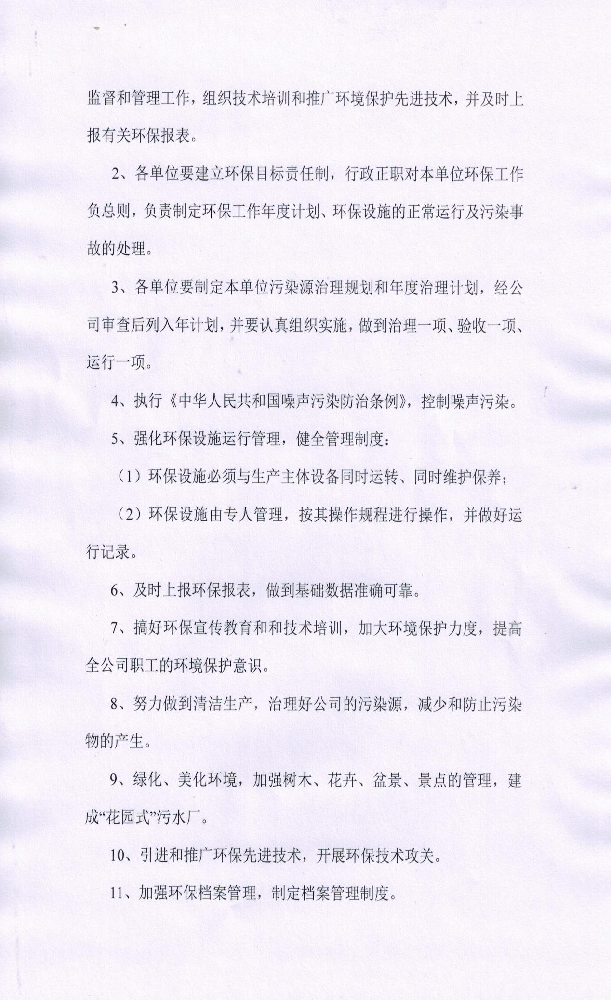 监督和管理工作，组织技术培训和推广环境保护先进技术，并及时上
报有关环保报表。
2、各单位要建立环保目标责任制，行政正职对本单位环保工作
负总则，负责制定环保工作年度计划、环保设施的正常运行及污染事
故的处理。
3、各单位要制定本单位污染源治理规划和年度治理计划，经公
司审查后列入年计划，并要认真组织实施，做到治理一项、验收一项、
运行一项。
4、执行《中华人民共和国噪声污染防治条例》，控制噪声污染。
5、强化环保设施运行管理，健全管理制度：
（1）环保设施必须与生产主体设备同时运转、同时维护保养；
（2）环保设施由专人管理，按其操作规程进行操作，并做好运
行记录。
6、及时上报环保报表，做到基础数据准确可靠。
7、搞好环保宣传教育和和技术培训，加大环境保护力度，提高
全公司职工的环境保护意识。
8、努力做到清洁生产，治理好公司的污染源，减少和防止污染
物的产生。
9、绿化、美化环境，加强树木、花卉、盆景、景点的管理，建
成“花园式”污水厂。
10、引进和推广环保先进技术，开展环保技术攻关。
11、加强环保档案管理，制定档案管理制度。